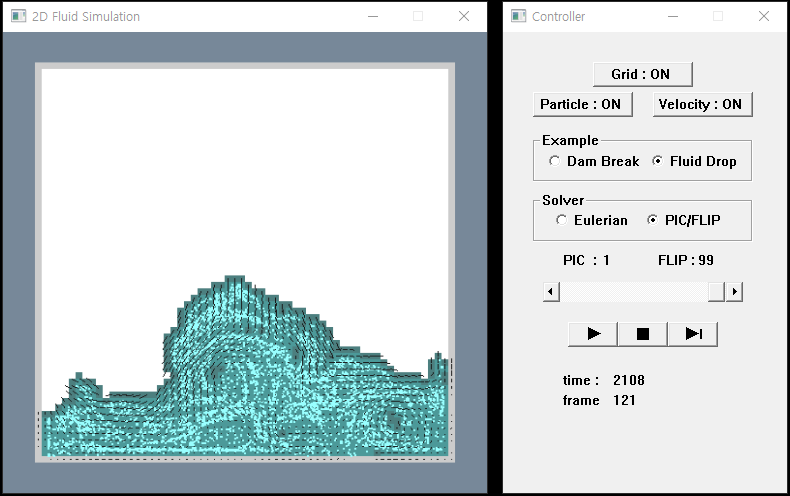 2D Fluid Simulation
Controller
Grid : ON
Particle : ON
Velocity : ON
Example
Dam Break
Fluid Drop
Solver
Eulerian
PIC/FLIP
PIC : 1
FLIP : 99
time : 2108
frame 121